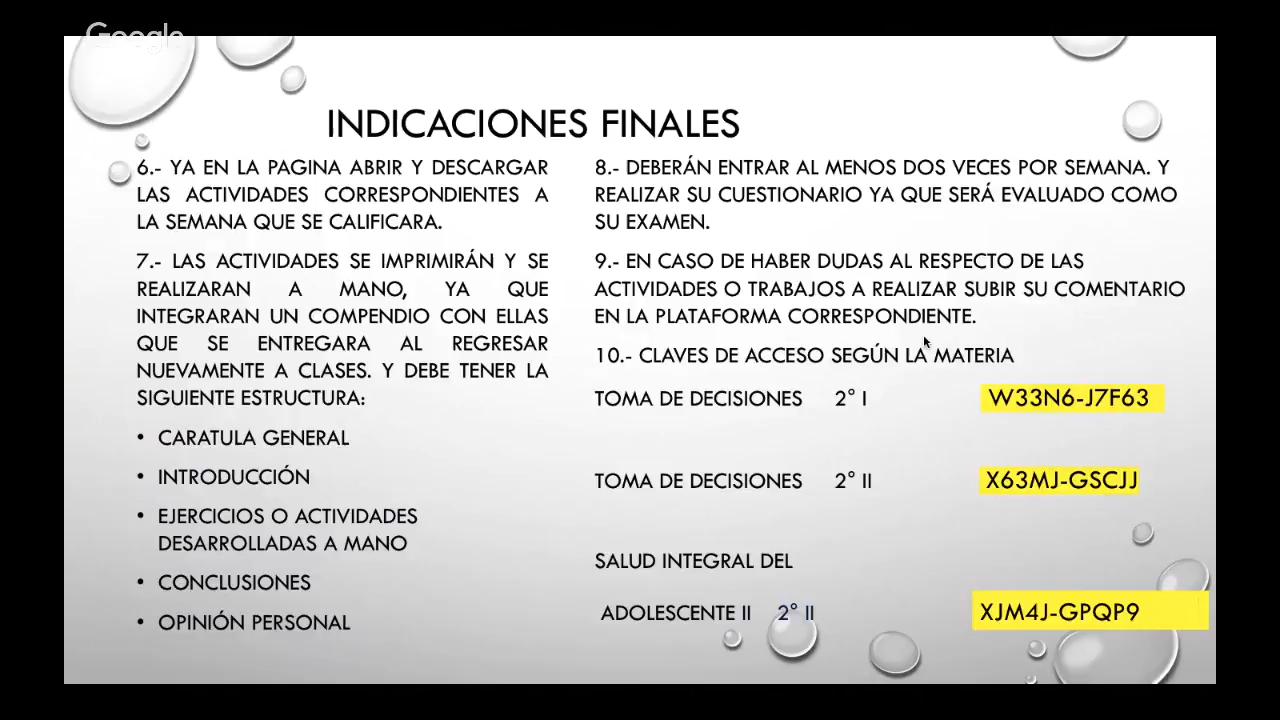 Google
INDICACIONES FINALES
6.- YA EN LA PAGINA ABRIR Y DESCARGAR
LAS ACTIVIDADES CORRESPONDIENTES A
LA SEMANA QUE SE CALIFICARA.
7.- LAS ACTIVIDADES SE IMPRIMIRÁN Y SE
REALIZARAN A MANO, YA QUE
INTEGRARAN UN COMPENDIO CON ELLAS
QUE SE ENTREGARA AL REGRESAR
NUEVAMENTE A CLASES. Y DEBE TENER LA
SIGUIENTE ESTRUCTURA:
• CARATULA GENERAL
• INTRODUCCIÓN
• EJERCICIOS O ACTIVIDADES
DESARROLLADAS A MANO
• CONCLUSIONES
• OPINIÓN PERSONAL
8.- DEBERÁN ENTRAR AL MENOS DOS VECES POR SEMANA. Y
REALIZAR SU CUESTIONARIO YA QUE SERÁ EVALUADO COMO
SU EXAMEN.
9.- EN CASO DE HABER DUDAS AL RESPECTO DE LAS
ACTIVIDADES O TRABAJOS A REALIZAR SUBIR SU COMENTARIO
EN LA PLATAFORMA CORRESPONDIENTE.
10.- CLAVES DE ACCESO SEGÚN LA MATERIA
TOMA DE DECISIONES 2° I W33N6-J7F63
TOMA DE DECISIONES 2° II X63MJ-GSCJJ
SALUD INTEGRAL DEL
ADOLESCENTE II 2° II XJM4J-GPQP9